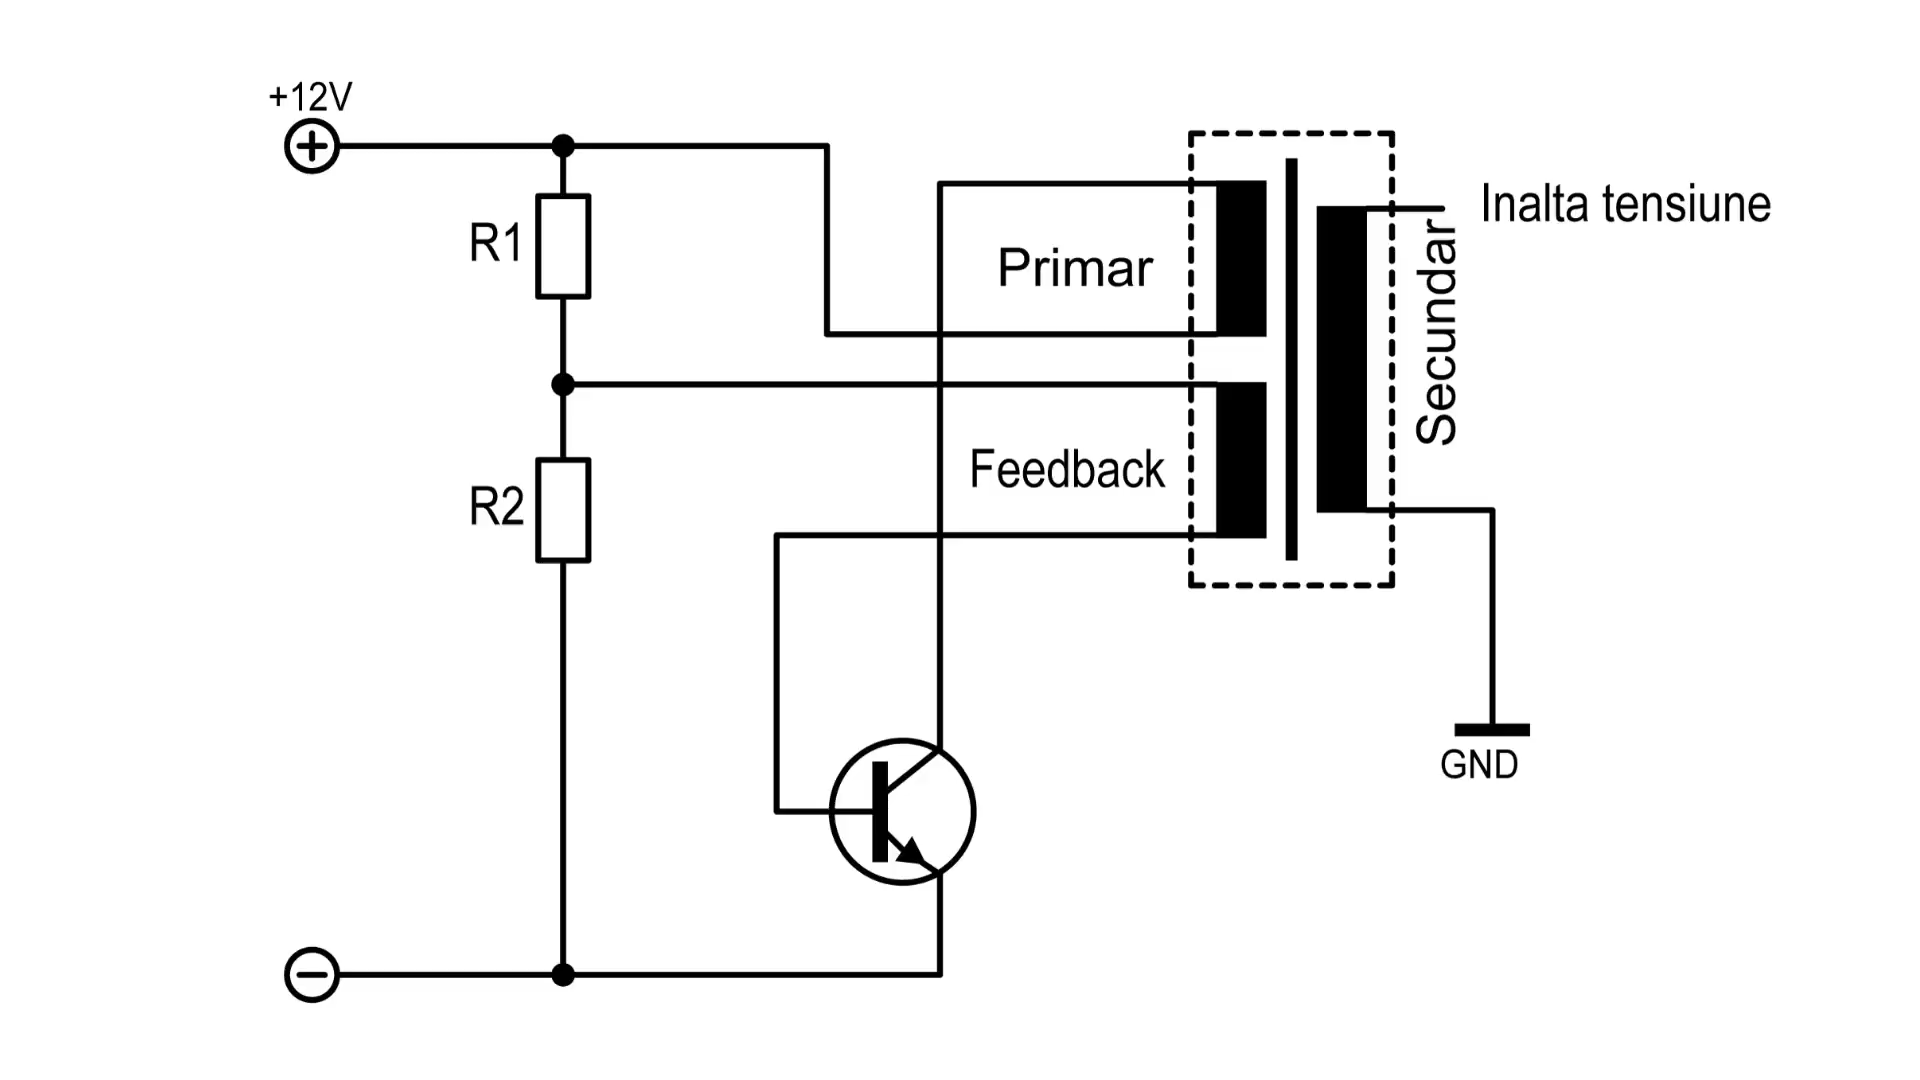 +12V
R1
Primar
Inalta tensiune
Secundar
Feedback
R2
GND